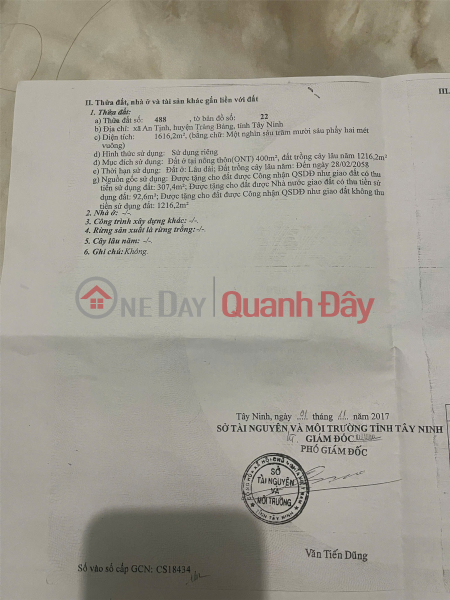 II. Thửa đất, nhà ở và tài sản khác gắn liền với đất
III.
1. Thửa đất:
a) Thửa đất số: 488 , tờ bản đồ số: 22
b) Địa chỉ: xã An Tịnh, huyện Trảng Bàng, tỉnh Tây Ninh
c) Diện tích: 1616,2m², (bằng chữ: Một nghìn sáu trăm mười sáu phẩy hai mét
vuông)
d) Hình thức sử dụng: Sử dụng riêng
đ) Mục đích sử dụng: Đất ở tại nông thôn(ONT) 400m², đất trồng cây lâu năm 1216,2m²
e) Thời hạn sử dụng: Đất ở: Lâu dài; Đất trồng cây lâu năm: Đến ngày 28/02/2058
g) Nguồn gốc sử dụng: Được tặng cho đất được Công nhận QSDĐ như giao đất có thu
tiền sử dụng đất: 307,4m²; Được tặng cho đất được Nhà nước giao đất có thu tiền sử
dụng đất: 92,6m²; Được tặng cho đất được Công nhận QSDĐ như giao đất không thu
tiền sử dụng đất: 1216,2m²
2. Nhà ở: -/-
3. Công trình xây dựng khác: -/-
4. Rừng sản xuất là rừng trồng: -/-
5. Cây lâu năm: -/-
6. Ghi chú: Không.
ONE DAY Quanh Đây
Tây Ninh, ngày 01 tháng 11 năm 2017
SỞ TÀI NGUYÊN VÀ MÔI TRƯỜNG TỈNH TÂY NINH
GIÁM ĐỐC
PHÓ GIÁM ĐỐC
SỞ
TÀI NGUYÊN
VÀ
MÔI TRƯỜNG
TỈNH TÂY NINH
Văn Tiến Dũng
Số vào sổ cấp GCN: CS18434